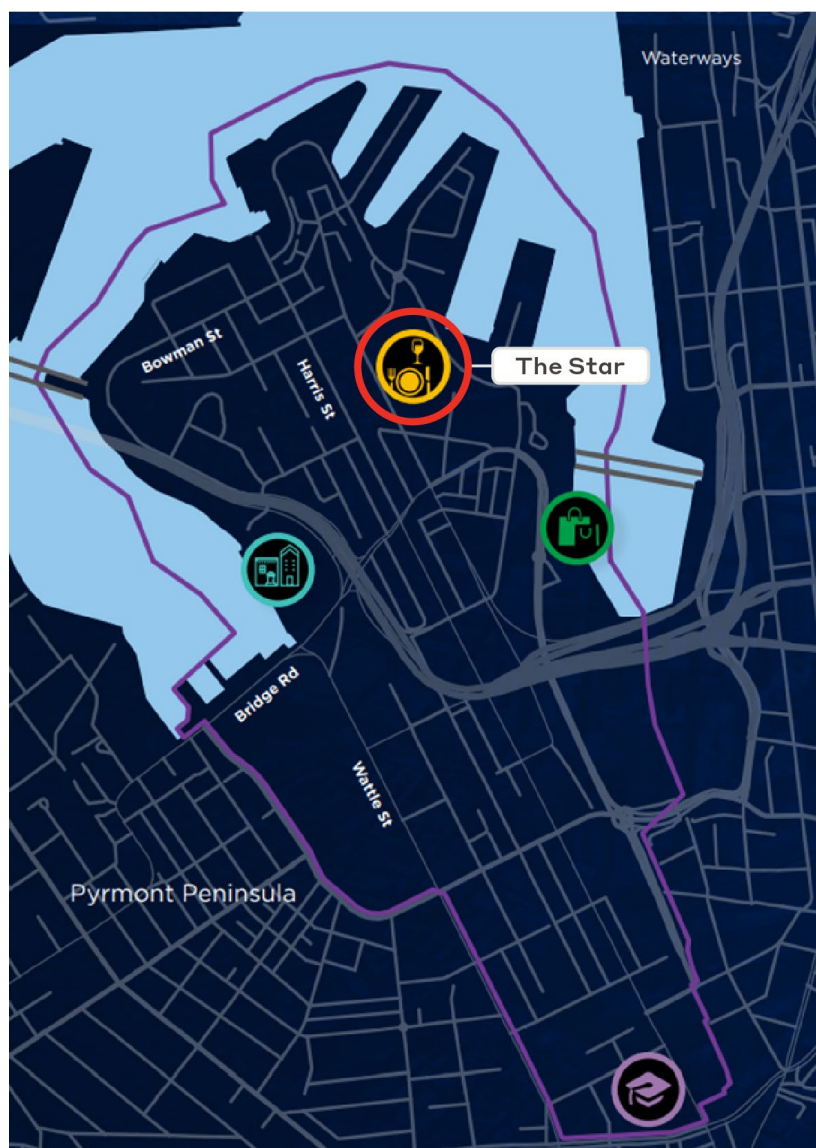 Waterways
Bowman St
Harris St
The Star
Bridge Rd
Wattle St
Pyrmont Peninsula